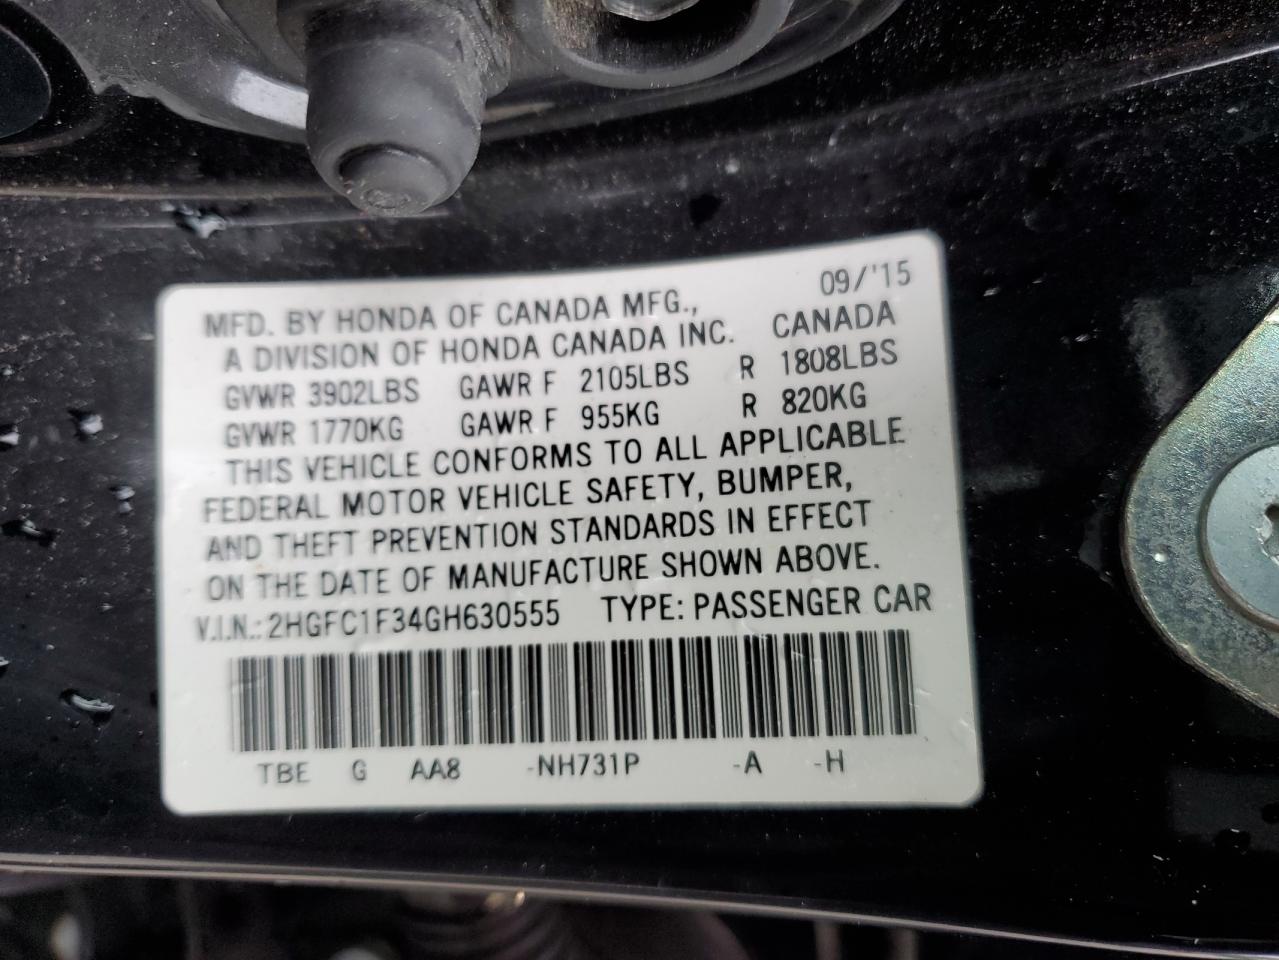 09/'15
MFD. BY HONDA OF CANADA MFG.,
A DIVISION OF HONDA CANADA INC. CANADA
GVWR 3902LBS GAWR F 2105LBS R 1808LBS
GVWR 1770KG GAWR F 955KG R 820KG
THIS VEHICLE CONFORMS TO ALL APPLICABLE
FEDERAL MOTOR VEHICLE SAFETY, BUMPER,
AND THEFT PREVENTION STANDARDS IN EFFECT
ON THE DATE OF MANUFACTURE SHOWN ABOVE.
V.I.N.: 2HGFC1F34GH630555 TYPE: PASSENGER CAR
TBE G AA8 -NH731P -A -H